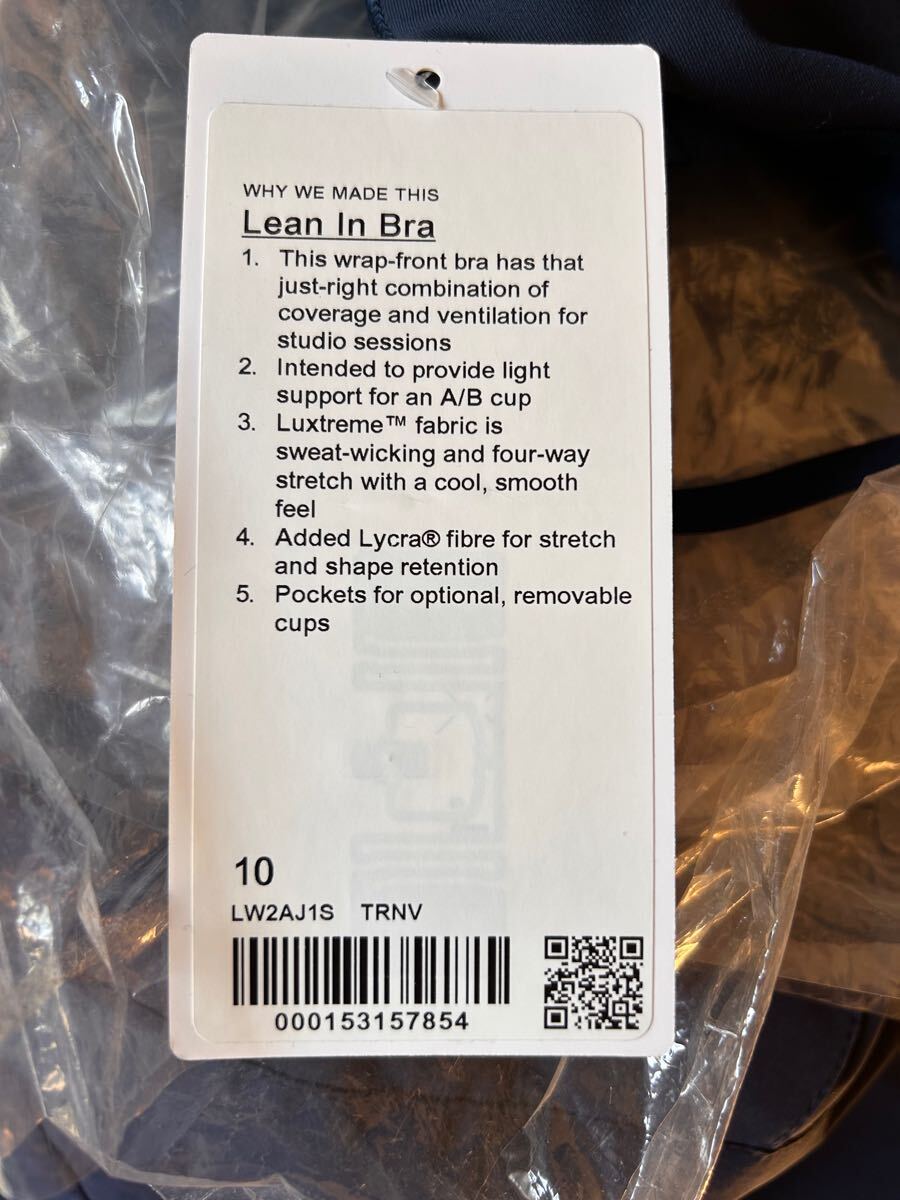 WHY WE MADE THIS
Lean In Bra
1. This wrap-front bra has that
just-right combination of
coverage and ventilation for
studio sessions
2. Intended to provide light
support for an A/B cup
3. Luxtreme™ fabric is
sweat-wicking and four-way
stretch with a cool, smooth
feel
4. Added Lycra® fibre for stretch
and shape retention
5. Pockets for optional, removable
cups
10
LW2AJ1S TRNV
000153157854